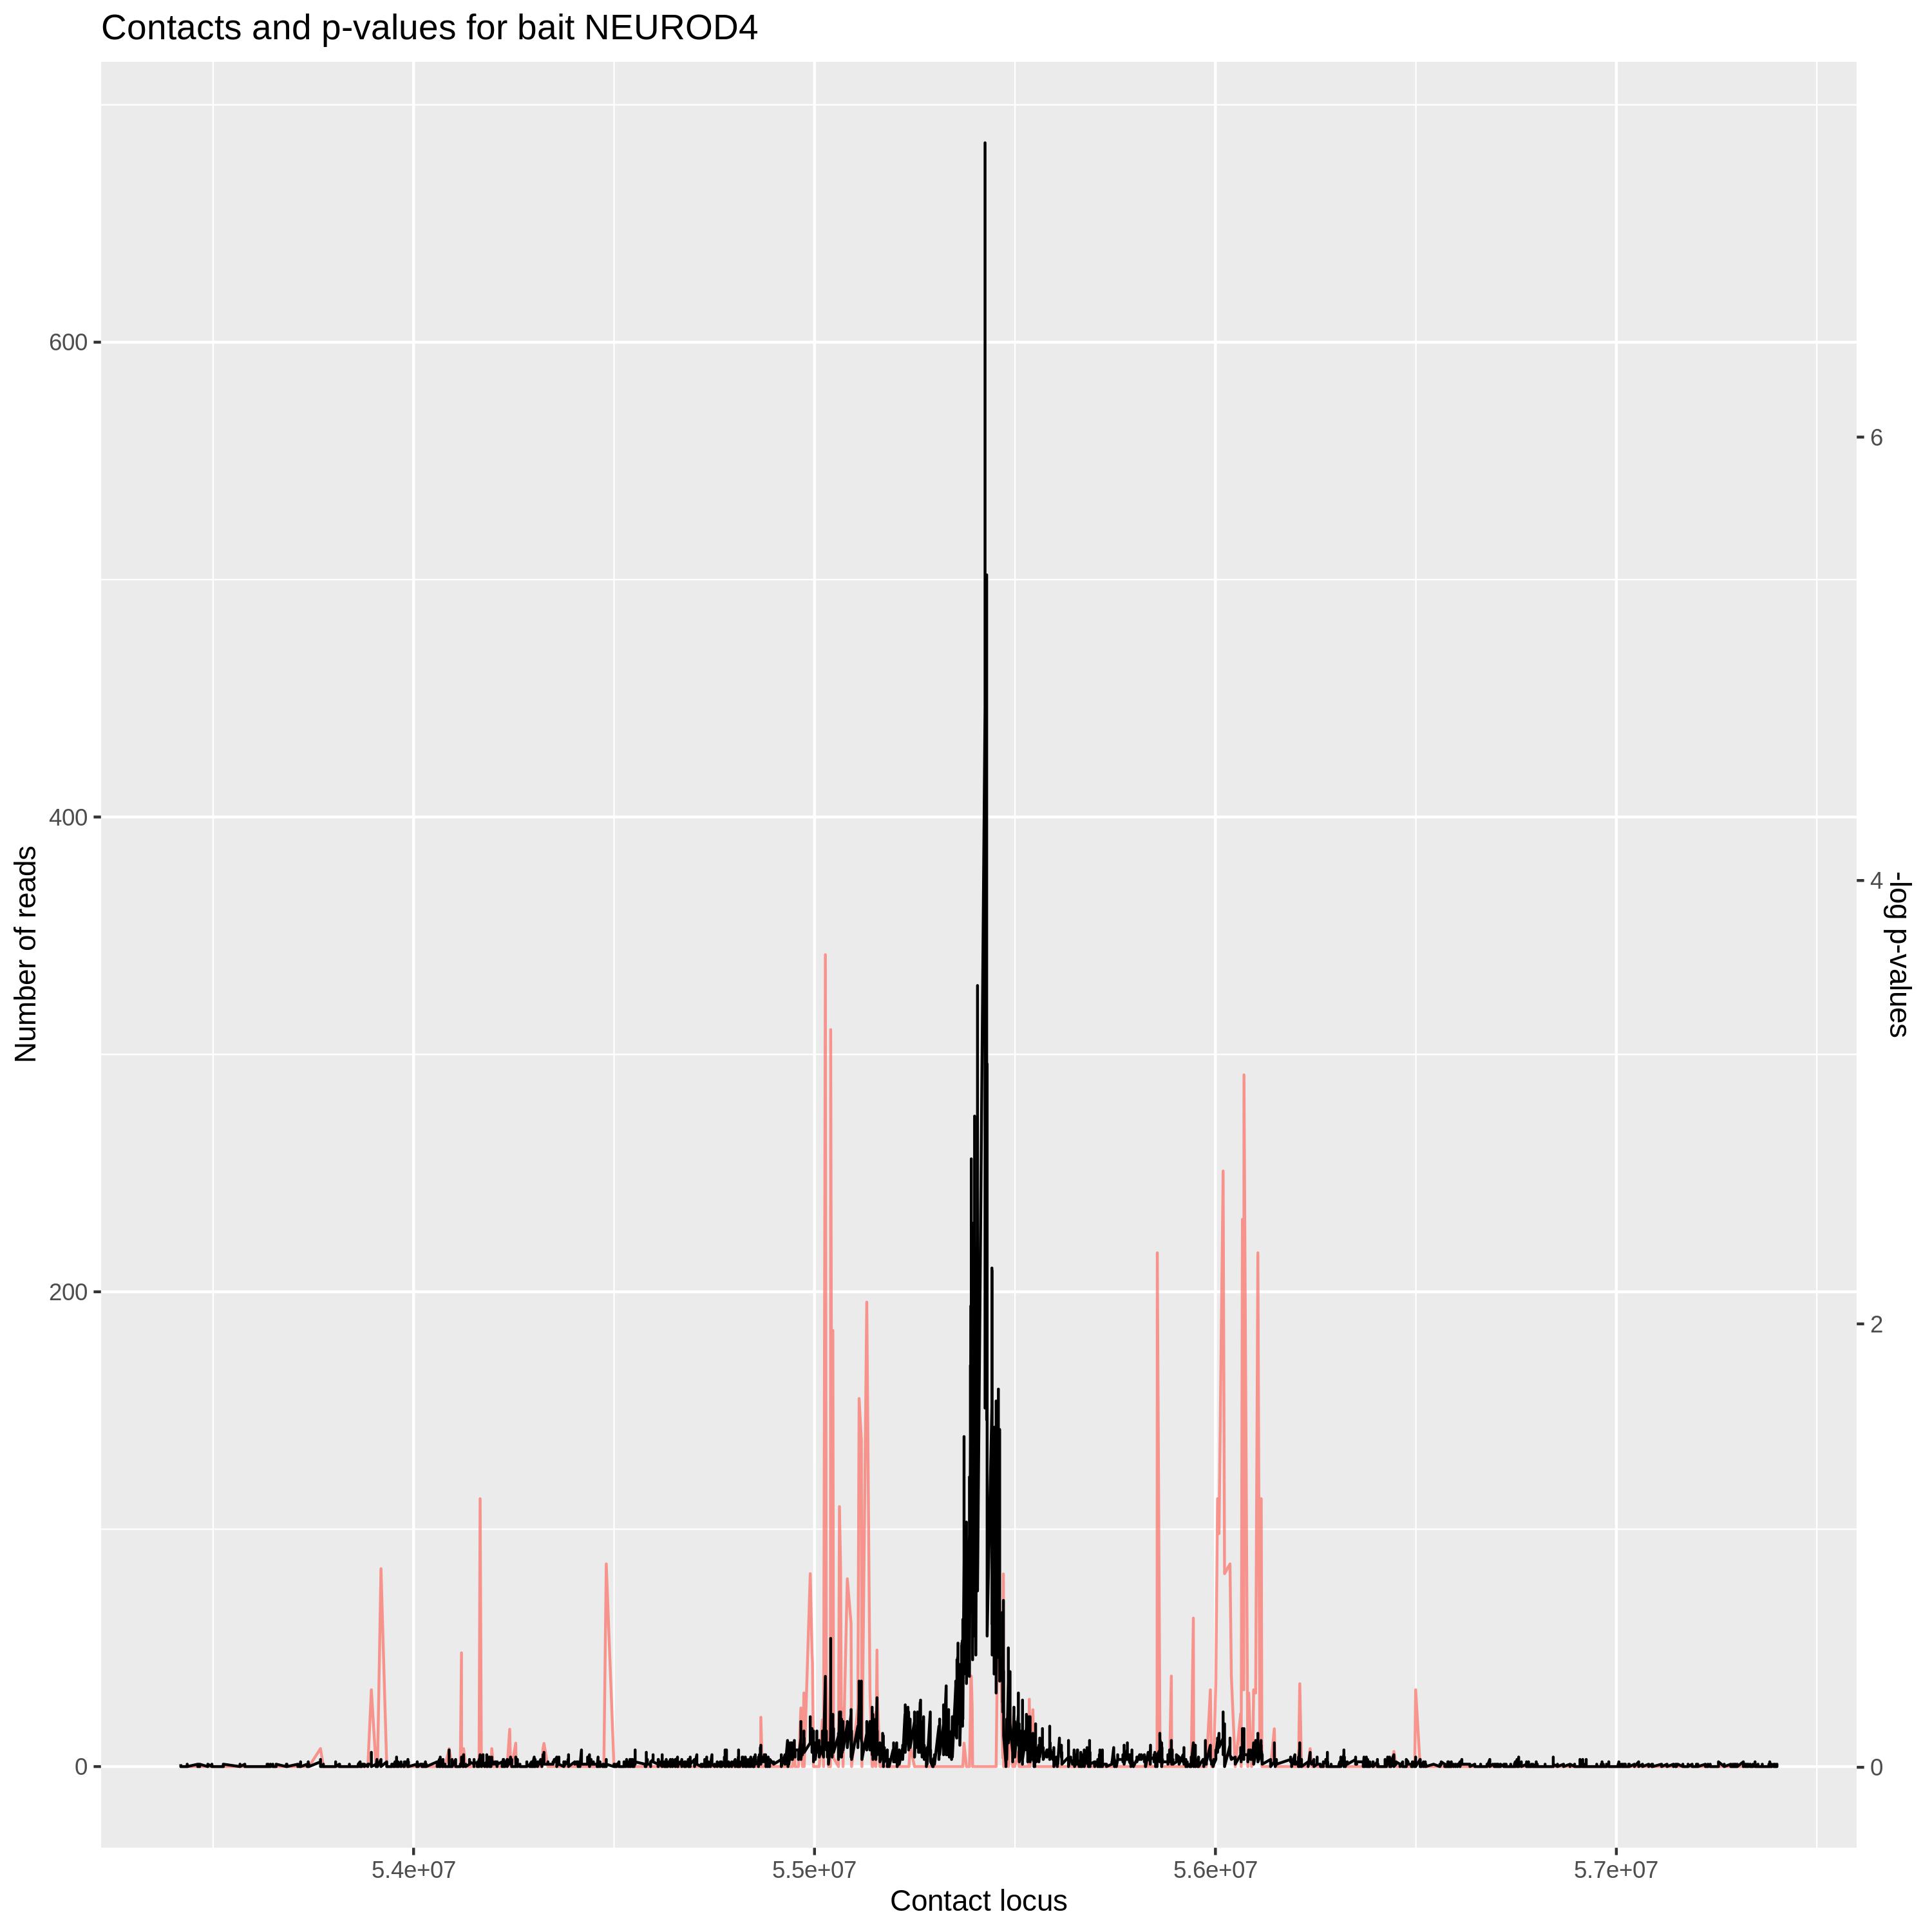 Contacts and p-values for bait NEUROD4
600
400
200
0
Number of reads
6
4
2
0
-log p-values
5.4e+07
5.5e+07
5.6e+07
5.7e+07
Contact locus